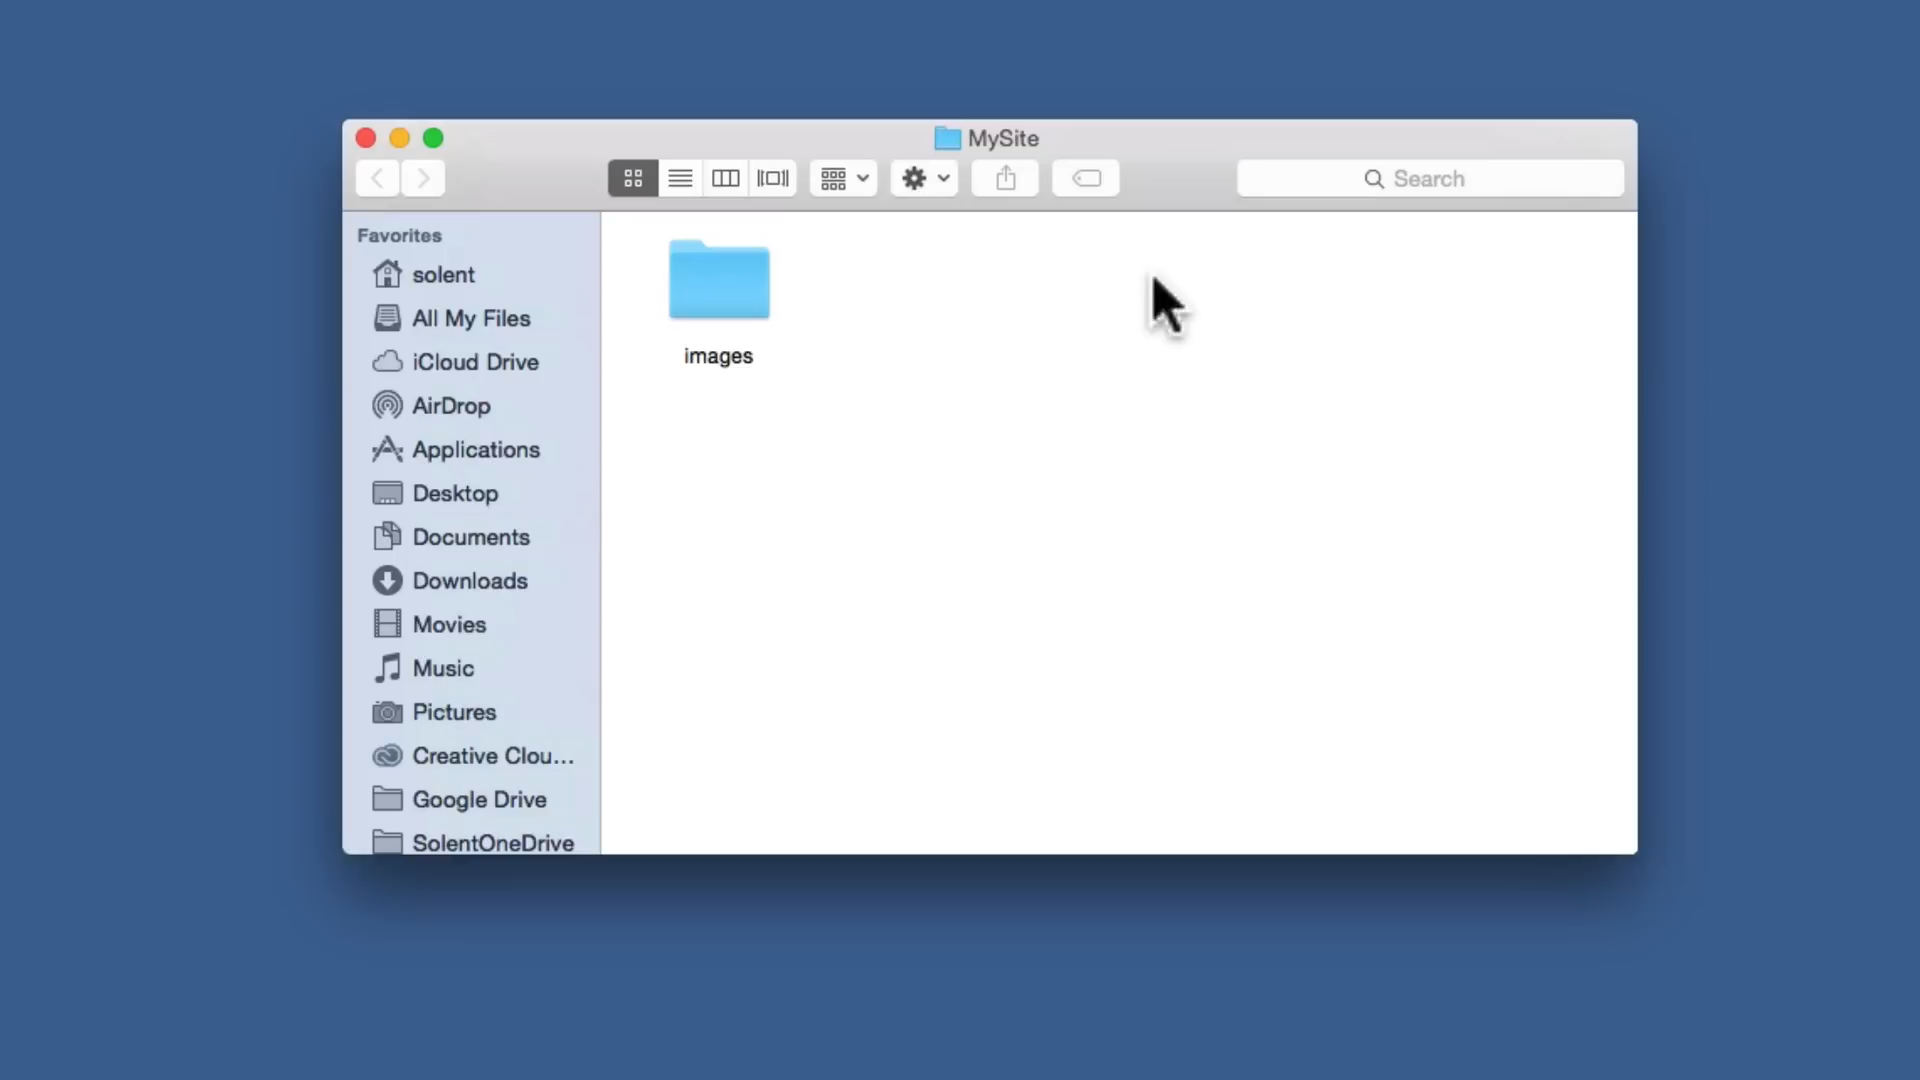 MySite
Search
Favorites
solent
All My Files
iCloud Drive
AirDrop
Applications
Desktop
Documents
Downloads
Movies
Music
Pictures
Creative Clou...
Google Drive
SolentOneDrive
images